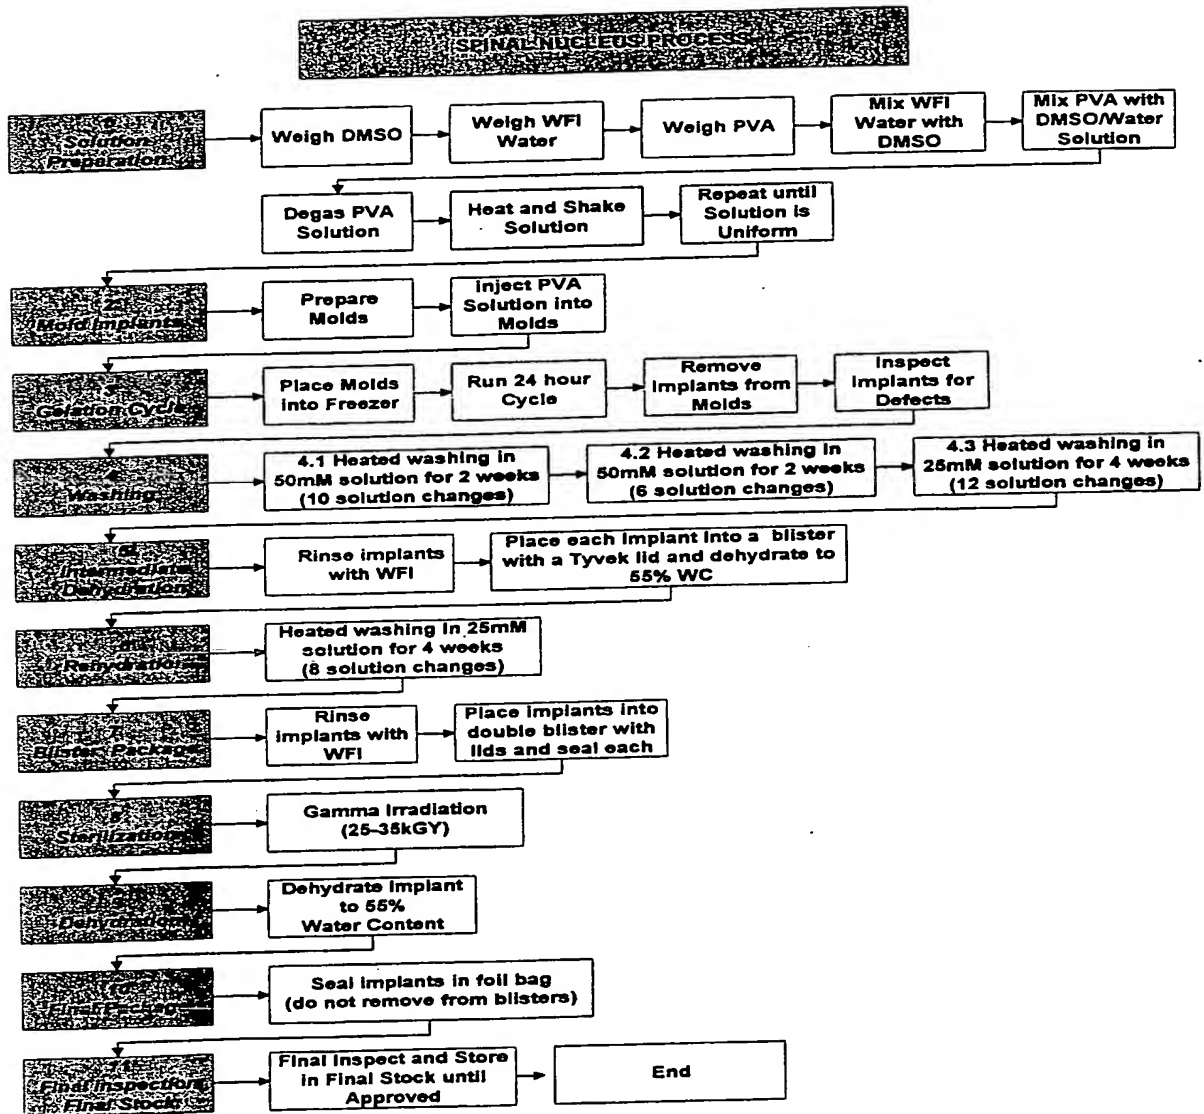 SPINAL NUCLEUS PROCESS
Solution
Preparation
Weigh DMSO
Weigh WFI
Water
Weigh PVA
Mix WFI
Water with
DMSO
Mix PVA with
DMSO/Water
Solution
Degas PVA
Solution
Heat and Shake
Solution
Repeat until
Solution is
Uniform
2
Mold Implants
Prepare
Molds
Inject PVA
Solution into
Molds
Gelation Cycle
Place Molds
into Freezer
Run 24 hour
Cycle
Remove
Implants from
Molds
Inspect
Implants for
Defects
4
Washing
4.1 Heated washing in
50mM solution for 2 weeks
(10 solution changes)
4.2 Heated washing in
50mM solution for 2 weeks
(6 solution changes)
4.3 Heated washing in
25mM solution for 4 weeks
(12 solution changes)
Intermediate
Dehydration
Rinse implants
with WFI
Place each implant into a blister
with a Tyvek lid and dehydrate to
55% WC
Rehydration
Heated washing in 25mM
solution for 4 weeks
(8 solution changes)
Blister Package
Rinse
implants with
WFI
Place implants into
double blister with
lids and seal each
8
Sterilization
Gamma Irradiation
(25–35kGY)
Dehydration
Dehydrate Implant
to 55%
Water Content
10
Final Package
Seal implants in foil bag
(do not remove from blisters)
11
Final Inspection
Final Stock
Final Inspect and Store
in Final Stock until
Approved
End